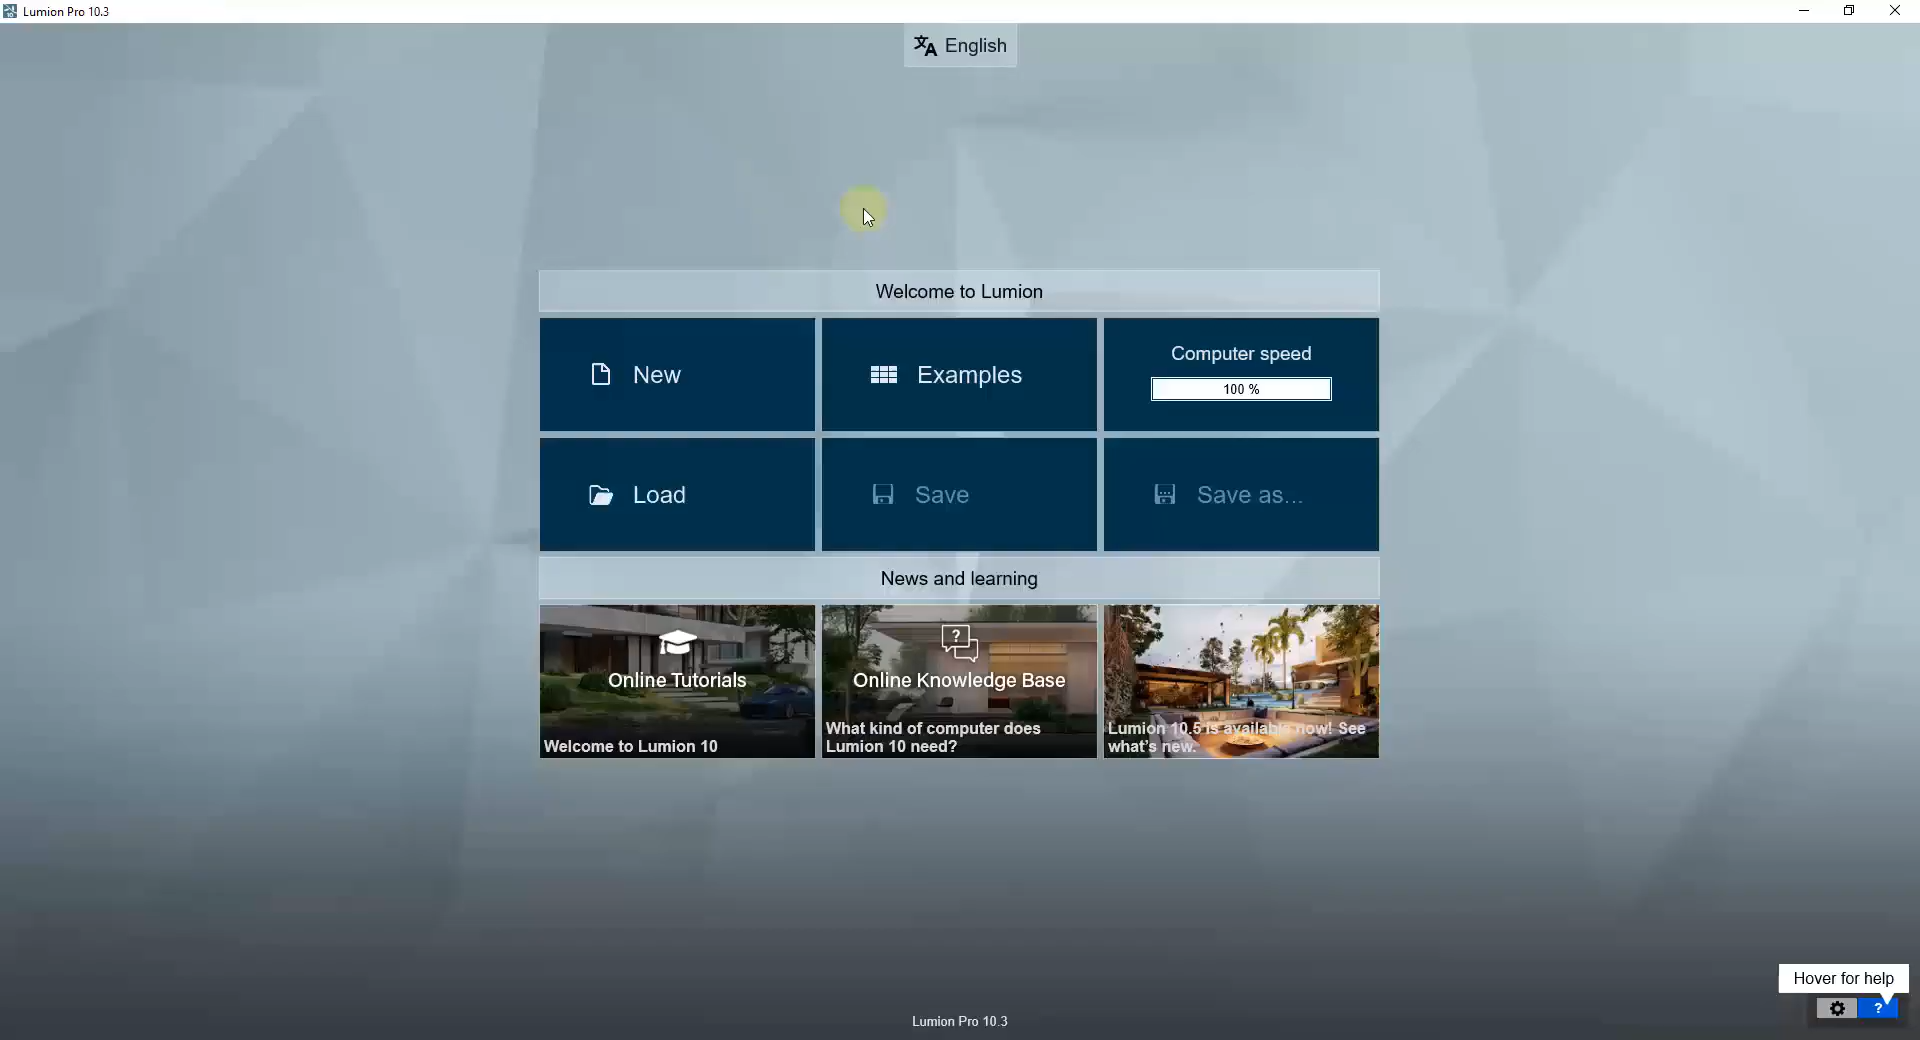 Lumion Pro 10.3
English
Welcome to Lumion
New
Examples
Computer speed
100 %
Load
Save
Save as...
News and learning
Online Tutorials
Welcome to Lumion 10
Online Knowledge Base
What kind of computer does
Lumion 10 need?
Lumion 10.5 is available now! See
what's new.
Hover for help
?
Lumion Pro 10.3